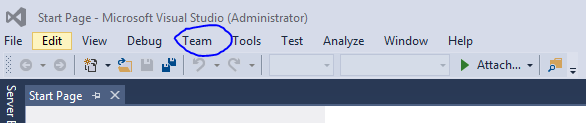 Start Page - Microsoft Visual Studio (Administrator)
File Edit View Debug Team Tools Test Analyze Window Help
Attach...
Start Page